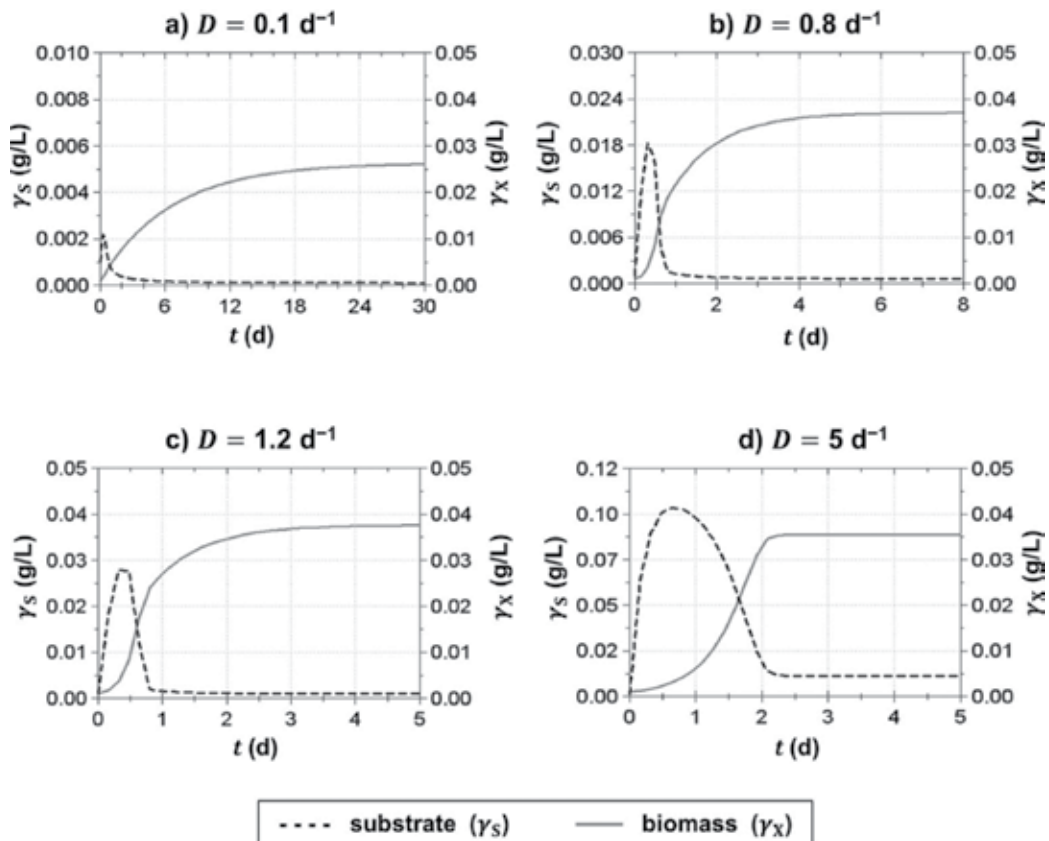 a) D = 0.1 d⁻¹
0.010
0.008
0.006
0.004
0.002
0.000
γS (g/L)
0.05
0.04
0.03
0.02
0.01
0.00
γX (g/L)
0 6 12 18 24 30
t (d)
b) D = 0.8 d⁻¹
0.030
0.024
0.018
0.012
0.006
0.000
γS (g/L)
0.05
0.04
0.03
0.02
0.01
0.00
γX (g/L)
0 2 4 6 8
t (d)
c) D = 1.2 d⁻¹
0.05
0.04
0.03
0.02
0.01
0.00
γS (g/L)
0.05
0.04
0.03
0.02
0.01
0.00
γX (g/L)
0 1 2 3 4 5
t (d)
d) D = 5 d⁻¹
0.12
0.10
0.07
0.05
0.02
0.00
γS (g/L)
0.05
0.04
0.03
0.02
0.01
0.00
γX (g/L)
0 1 2 3 4 5
t (d)
substrate (γS) biomass (γX)